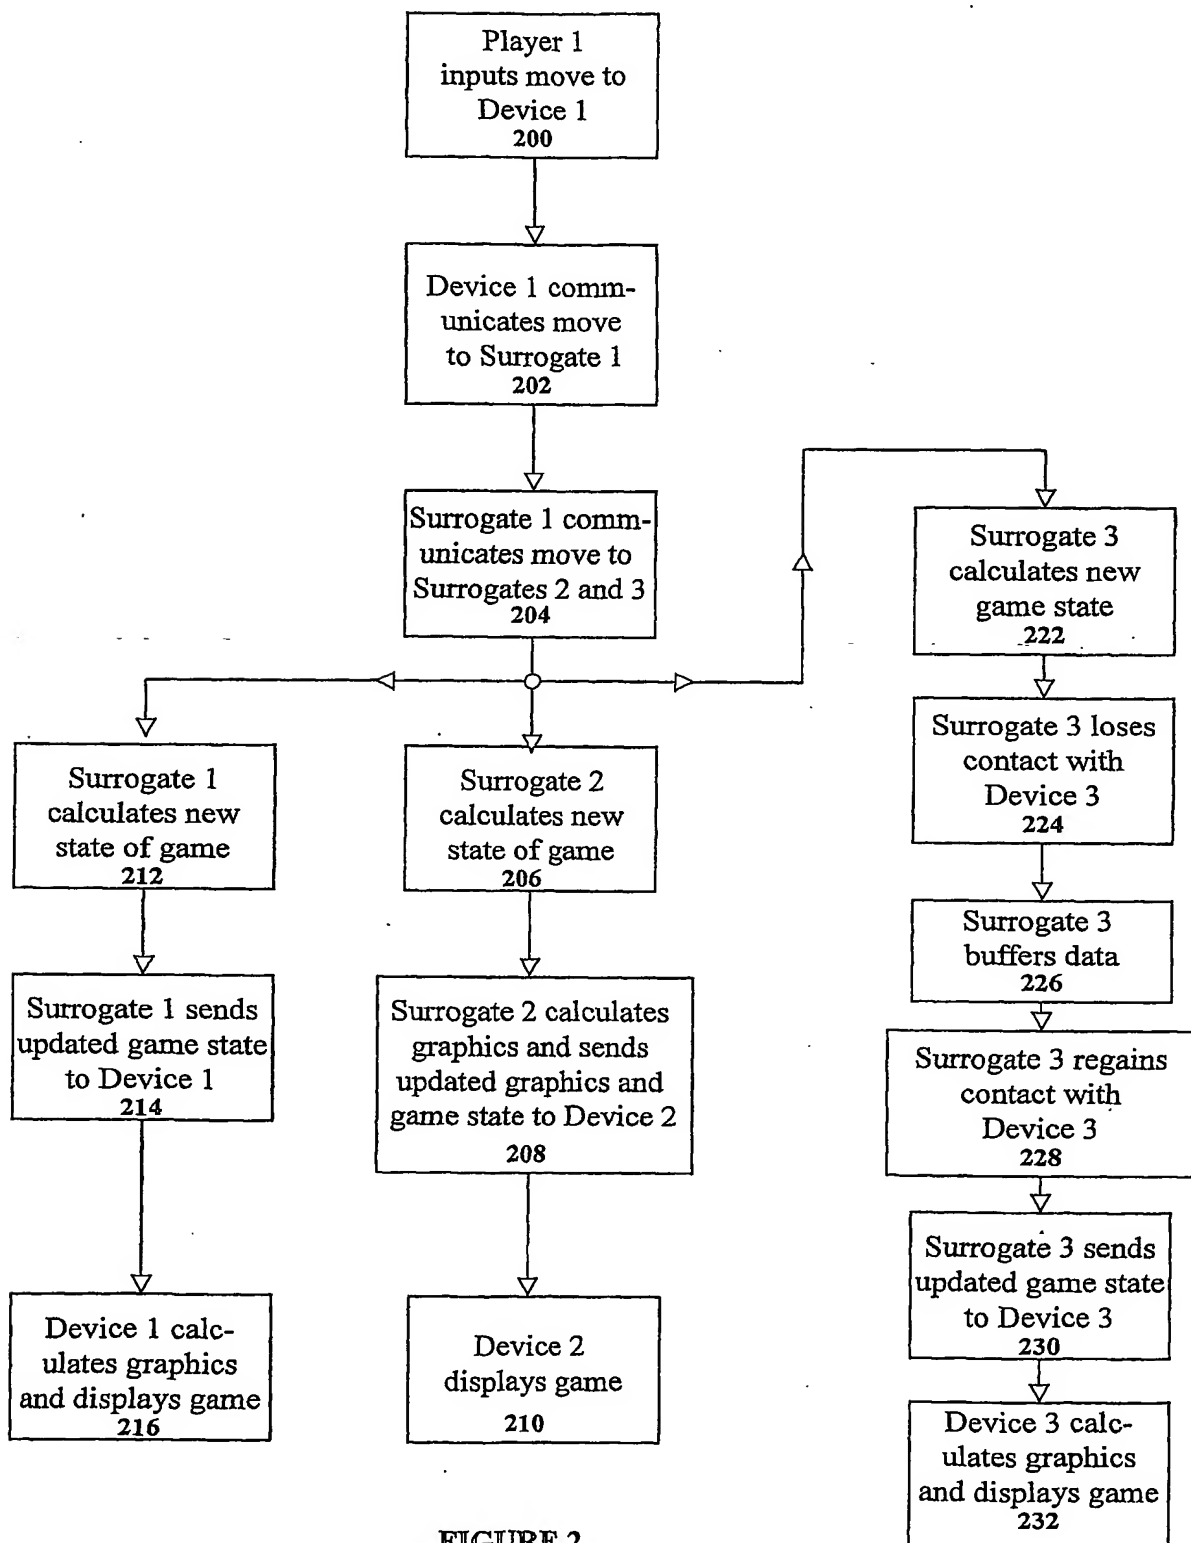 Player 1
inputs move to
Device 1
200
Device 1 comm-
unicates move
to Surrogate 1
202
Surrogate 1 comm-
unicates move to
Surrogates 2 and 3
204
Surrogate 1
calculates new
state of game
212
Surrogate 1 sends
updated game state
to Device 1
214
Device 1 calc-
ulates graphics
and displays game
216
Surrogate 2
calculates new
state of game
206
Surrogate 2 calculates
graphics and sends
updated graphics and
game state to Device 2
208
Device 2
displays game
210
Surrogate 3
calculates new
game state
222
Surrogate 3 loses
contact with
Device 3
224
Surrogate 3
buffers data
226
Surrogate 3 regains
contact with
Device 3
228
Surrogate 3 sends
updated game state
to Device 3
230
Device 3 calc-
ulates graphics
and displays game
232
FIGURE 2